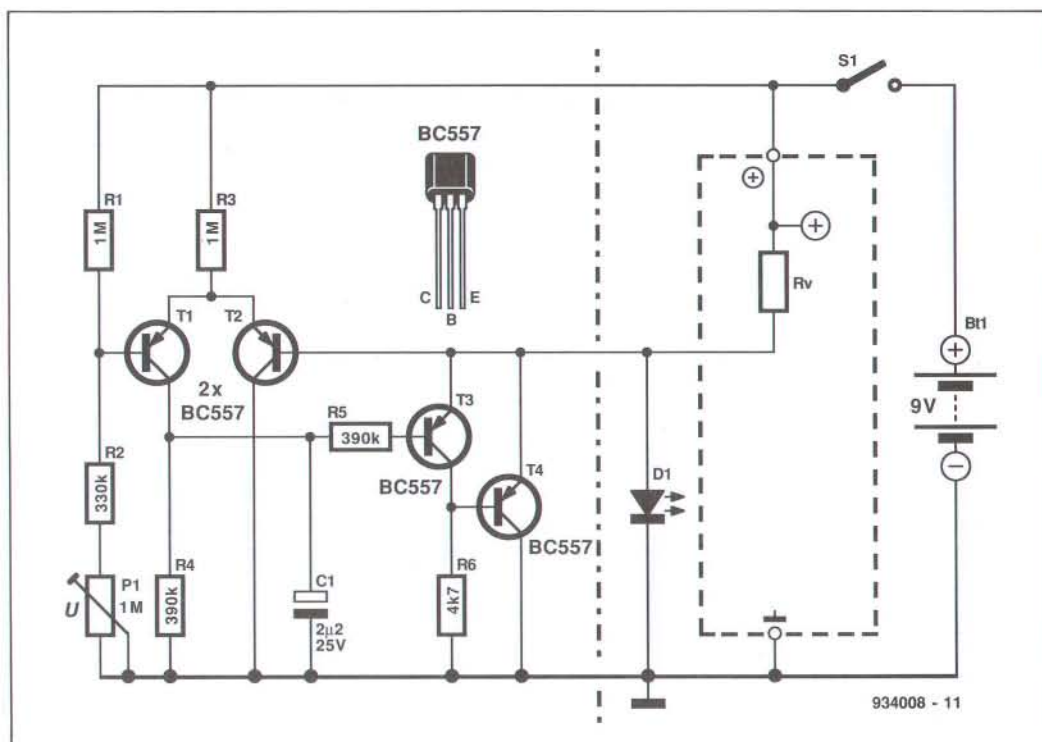 S1
BC557
R1
1M
R3
1M
C
B
E
+
+
Rv
Bt1
+
9V
−
T1
T2
2x
BC557
R5
390k
T3
BC557
T4
BC557
D1
R2
330k
P1
1M
U
R4
390k
C1
2µ2
25V
R6
4k7
934008 - 11